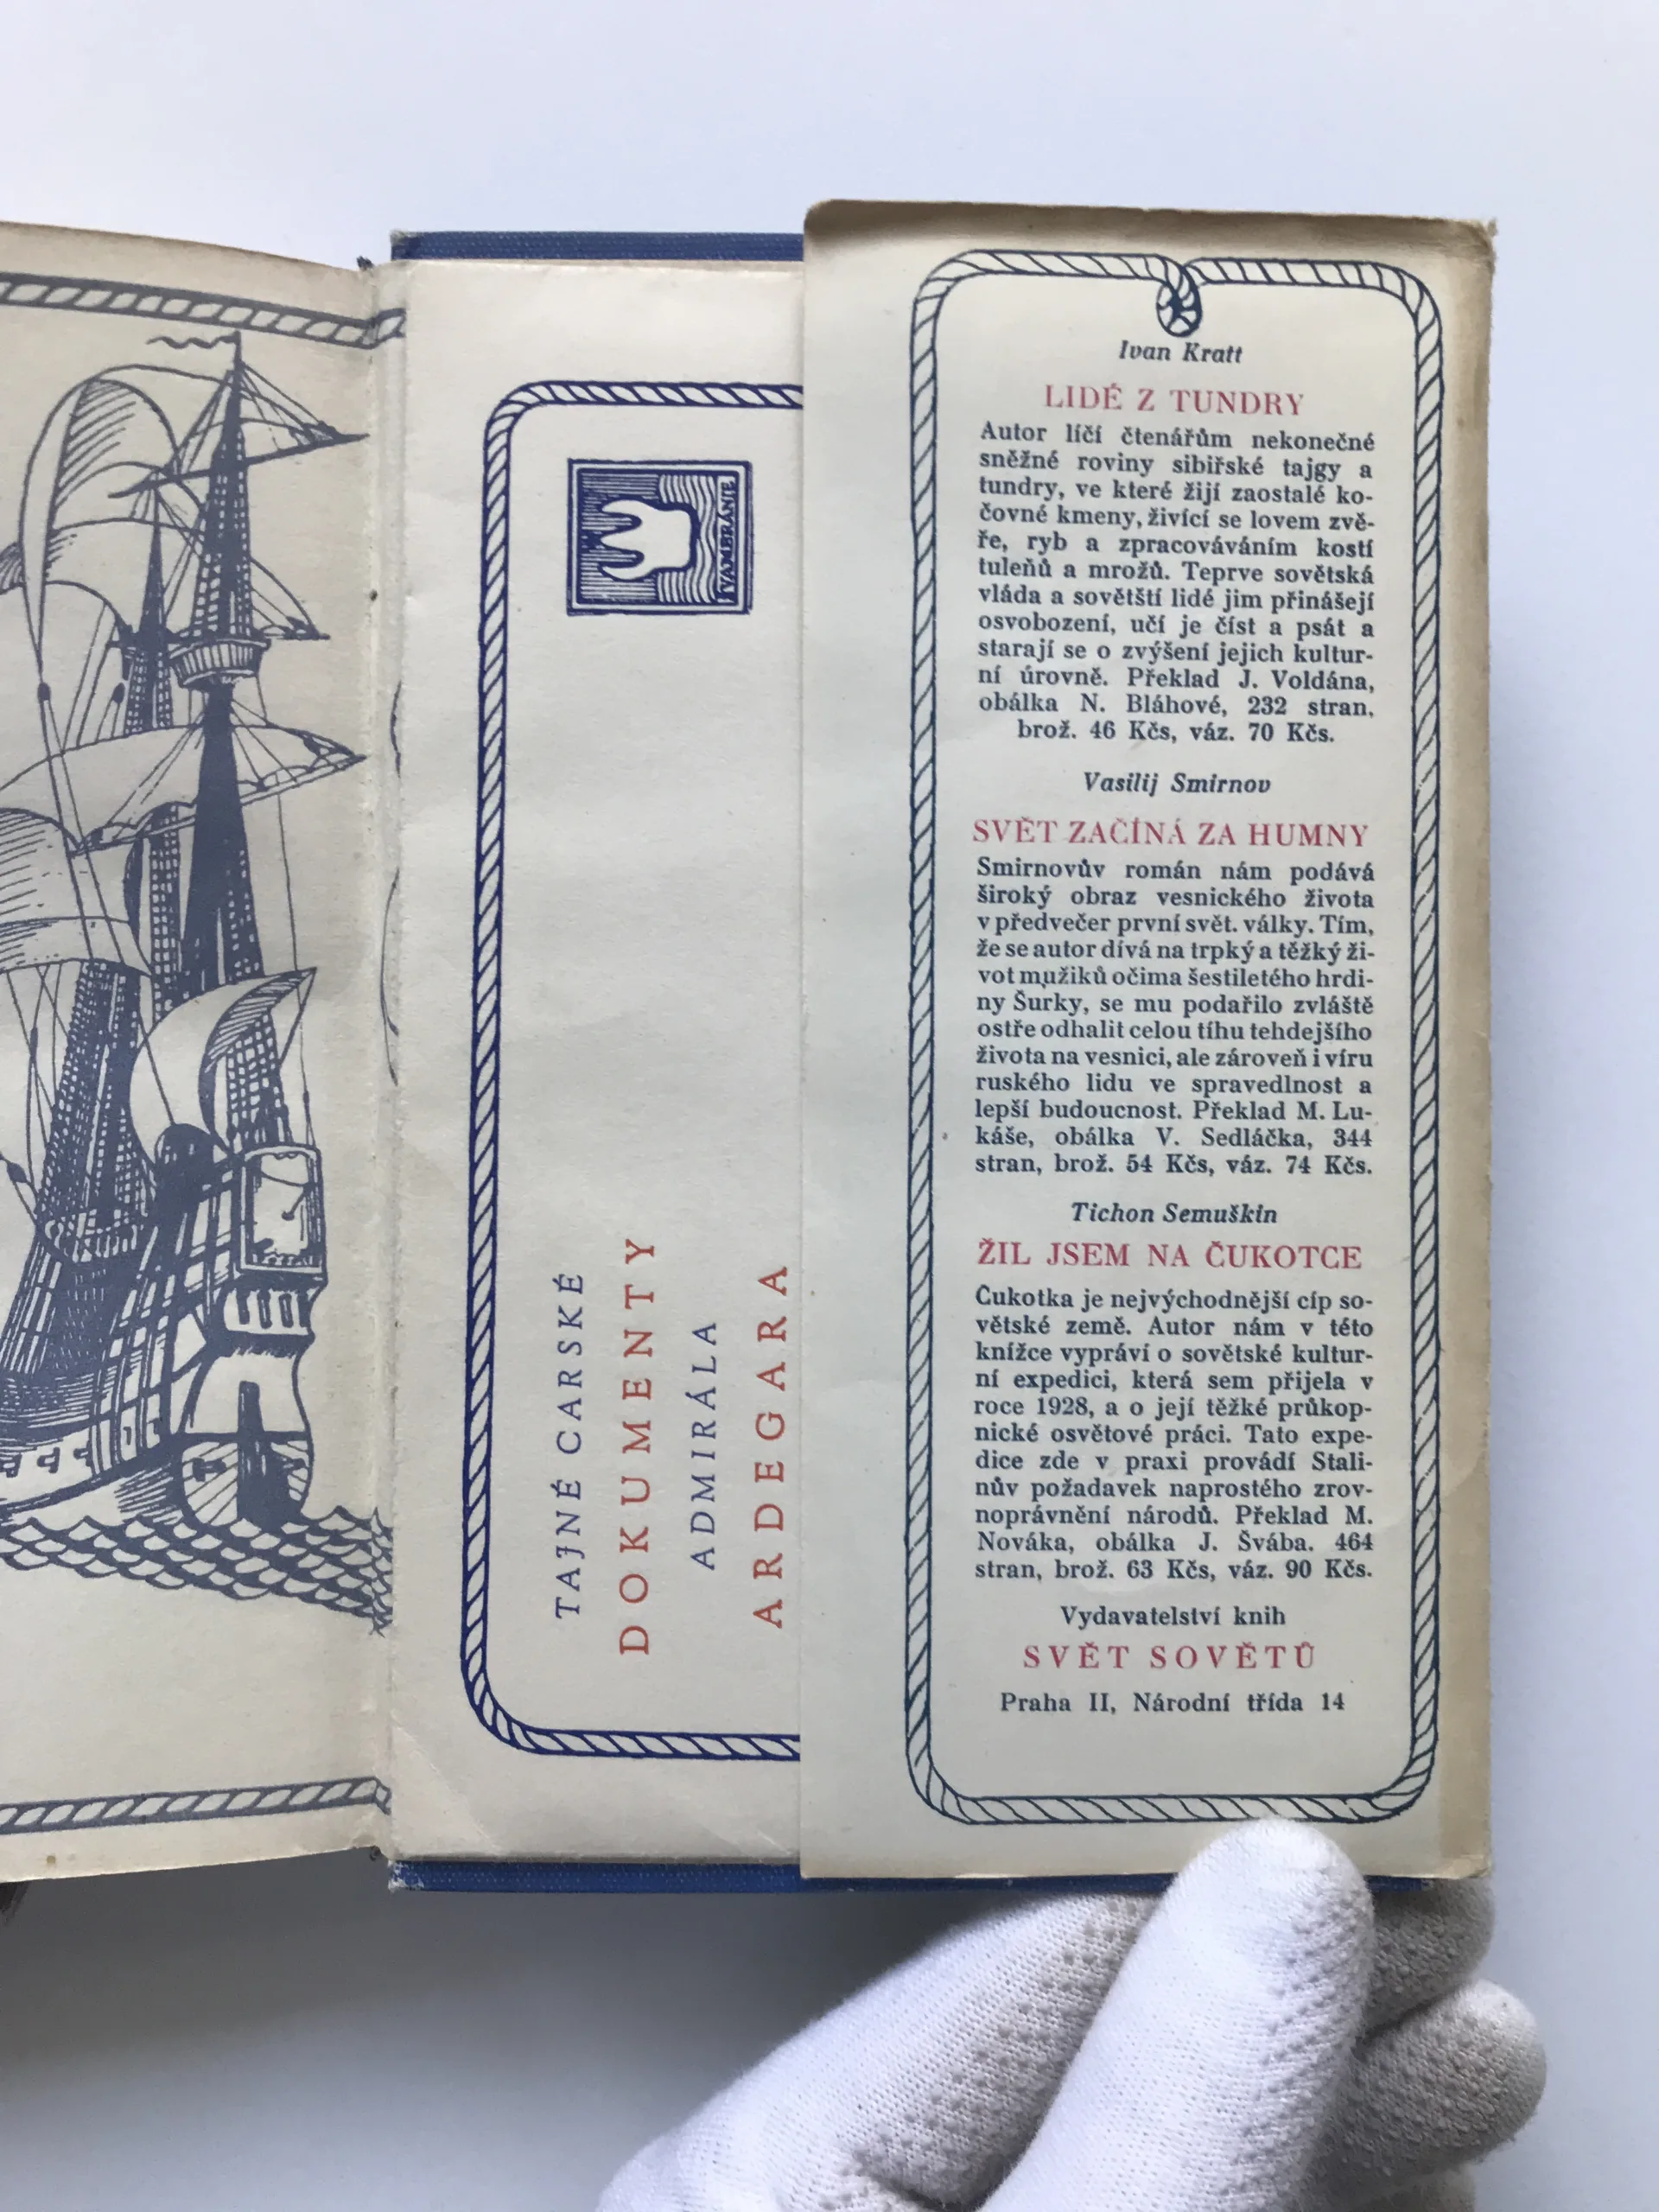 TAJNÉ CARSKÉ
DOKUMENTY
ADMIRÁLA
ARDEGARA
Ivan Kratt
LIDÉ Z TUNDRY
Autor líčí čtenářům nekonečné
sněžné roviny sibiřské tajgy a
tundry, ve které žijí zaostalé ko-
čovné kmeny, živící se lovem zvě-
ře, ryb a zpracováváním kostí
tuleňů a mrožů. Teprve sovětská
vláda a sovětští lidé jim přinášejí
osvobození, učí je číst a psát a
starají se o zvýšení jejich kultur-
ní úrovně. Překlad J. Voldána,
obálka N. Bláhové, 232 stran,
brož. 46 Kčs, váz. 70 Kčs.
Vasilij Smirnov
SVĚT ZAČÍNÁ ZA HUMNY
Smirnovův román nám podává
široký obraz vesnického života
v předvečer první svět. války. Tím,
že se autor dívá na trpký a těžký ži-
vot mužiků očima šestiletého hrdi-
ny Šurky, se mu podařilo zvláště
ostře odhalit celou tíhu tehdejšího
života na vesnici, ale zároveň i víru
ruského lidu ve spravedlnost a
lepší budoucnost. Překlad M. Lu-
káše, obálka V. Sedláčka, 344
stran, brož. 54 Kčs, váz. 74 Kčs.
Tichon Semuškin
ŽIL JSEM NA ČUKOTCE
Čukotka je nejvýchodnější cíp so-
větské země. Autor nám v této
knížce vypráví o sovětské kultur-
ní expedici, která sem přijela v
roce 1928, a o její těžké průkop-
nické osvětové práci. Tato expe-
dice zde v praxi provádí Stali-
nův požadavek naprostého zrov-
noprávnění národů. Překlad M.
Nováka, obálka J. Švába. 464
stran, brož. 63 Kčs, váz. 90 Kčs.
Vydavatelství knih
SVĚT SOVĚTŮ
Praha II, Národní třída 14